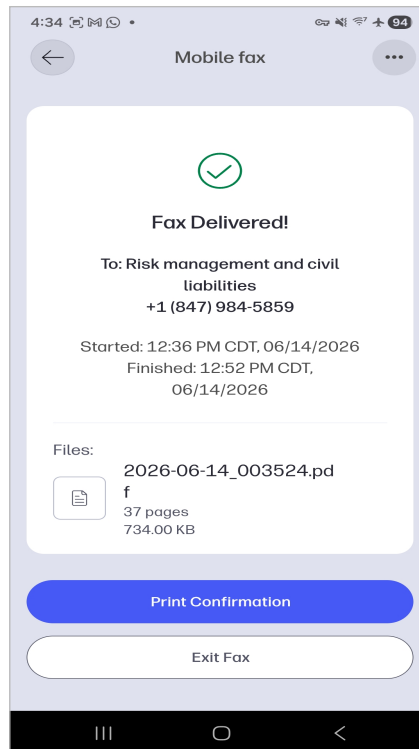 4:34
94
Mobile fax
Fax Delivered!
To: Risk management and civil
liabilities
+1 (847) 984-5859
Started: 12:36 PM CDT, 06/14/2026
Finished: 12:52 PM CDT,
06/14/2026
Files:
2026-06-14_003524.pd
f
37 pages
734.00 KB
Print Confirmation
Exit Fax